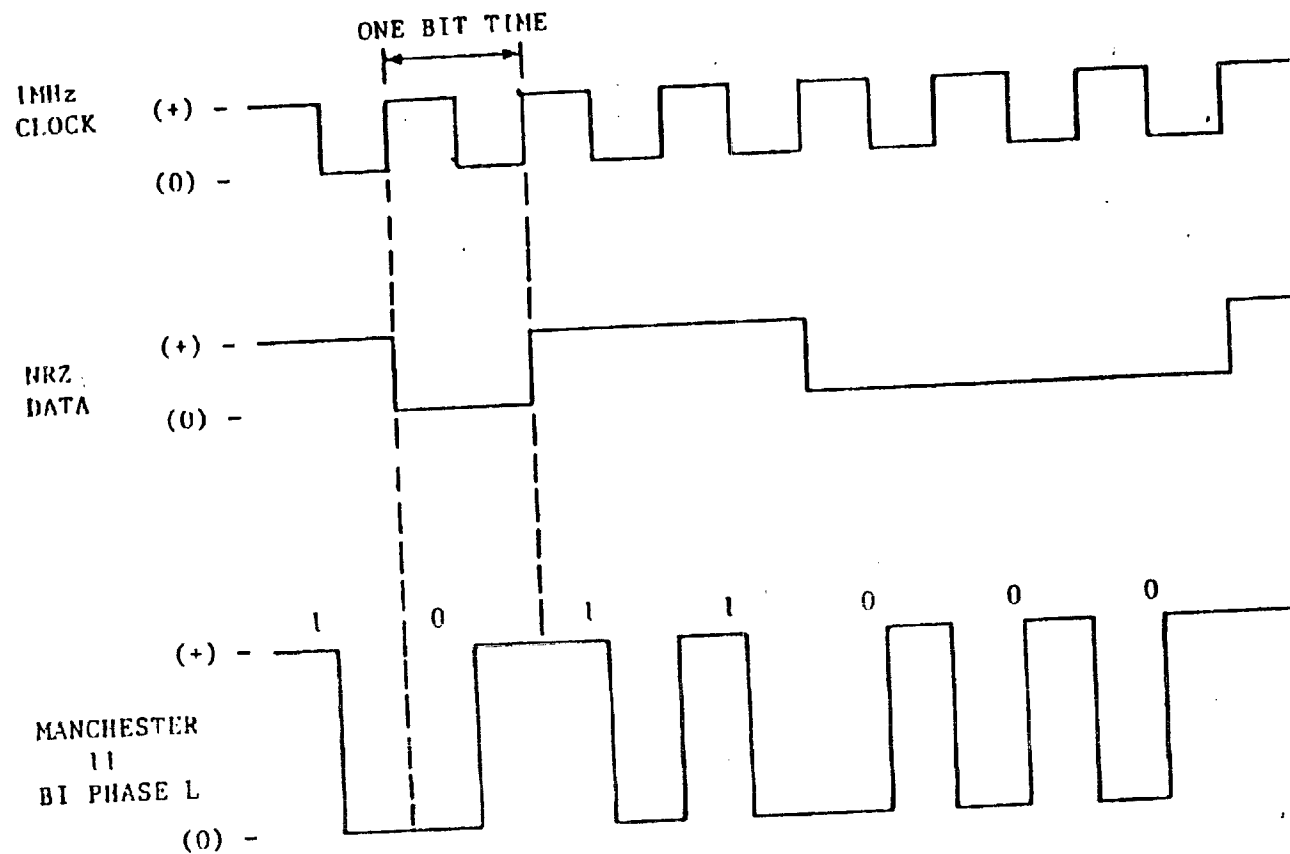 ONE BIT TIME
1MHz
CLOCK
(+) -
(0) -
NRZ
DATA
(+) -
(0) -
1 0 1 1 0 0 0
(+) -
MANCHESTER
II
BI PHASE L
(0) -